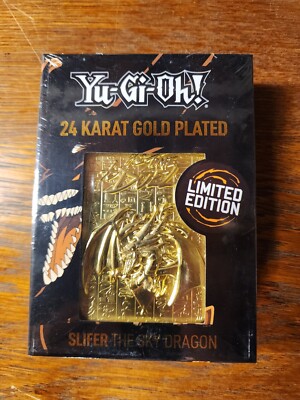 Yu-Gi-Oh!
24 KARAT GOLD PLATED
LIMITED
EDITION
SLIFER THE SKY DRAGON